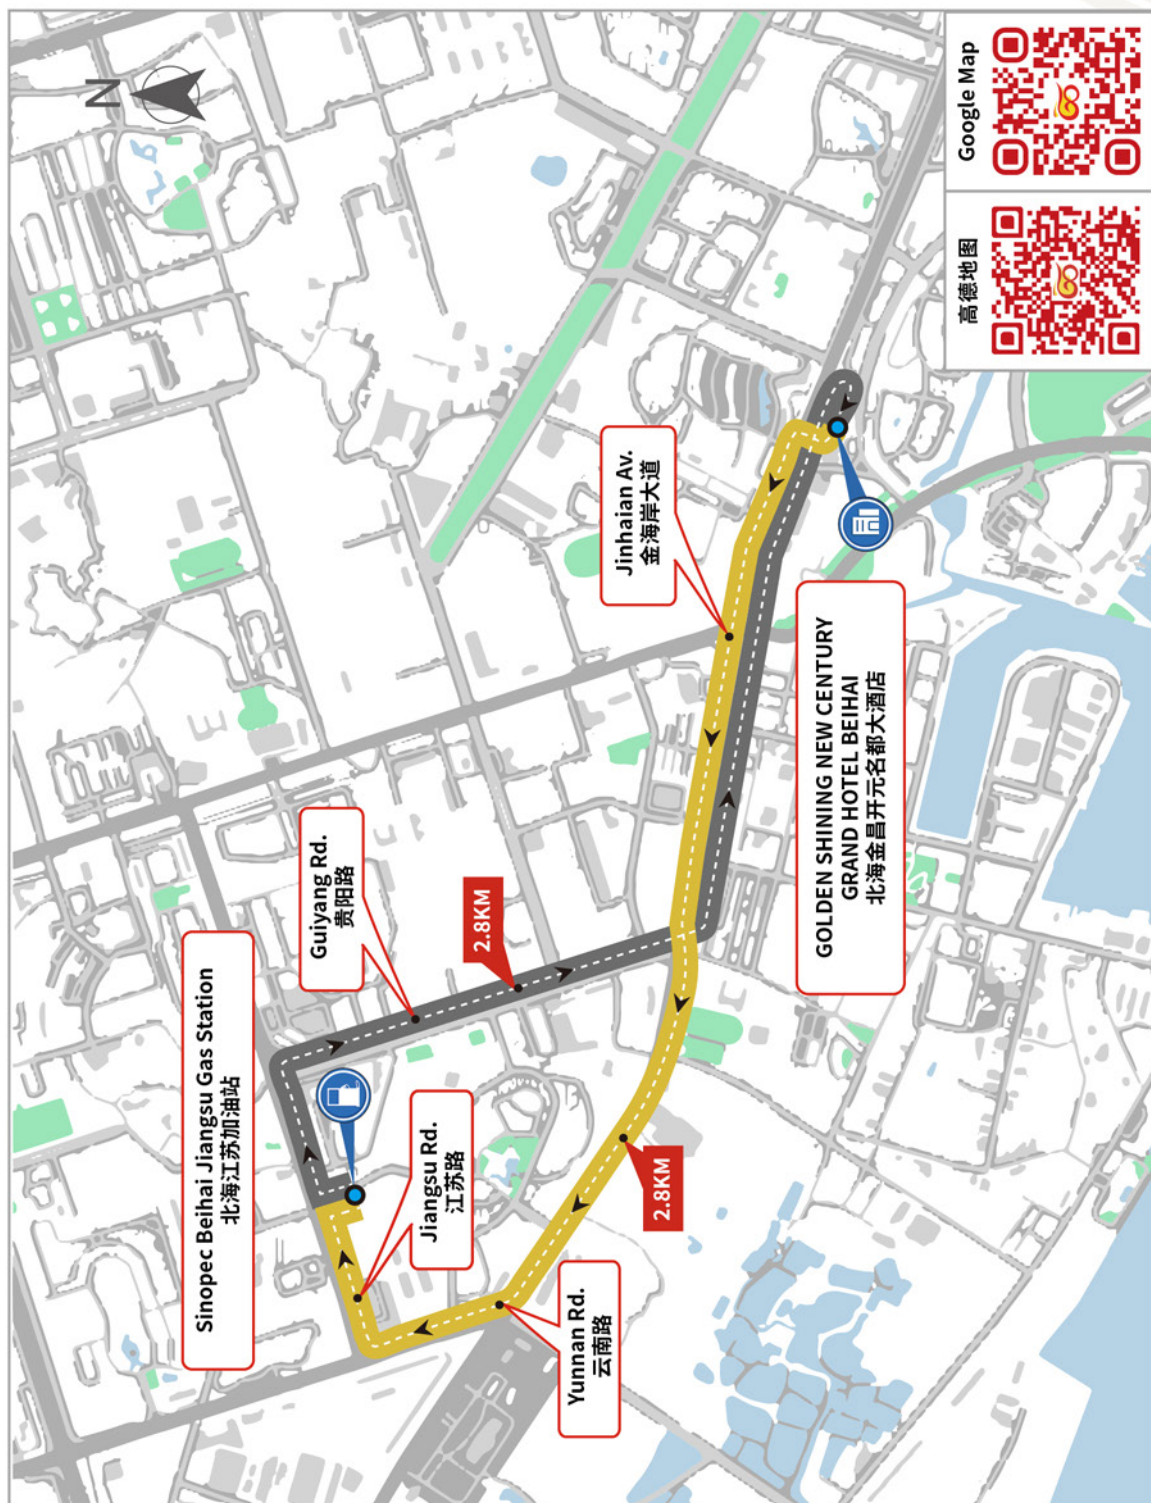 N
Google Map
高德地图
Jinhaian Av.
金海岸大道
GOLDEN SHINING NEW CENTURY
GRAND HOTEL BEIHAI
北海金昌开元名都大酒店
Guiyang Rd.
贵阳路
2.8KM
Sinopec Beihai Jiangsu Gas Station
北海江苏加油站
Jiangsu Rd.
江苏路
2.8KM
Yunnan Rd.
云南路